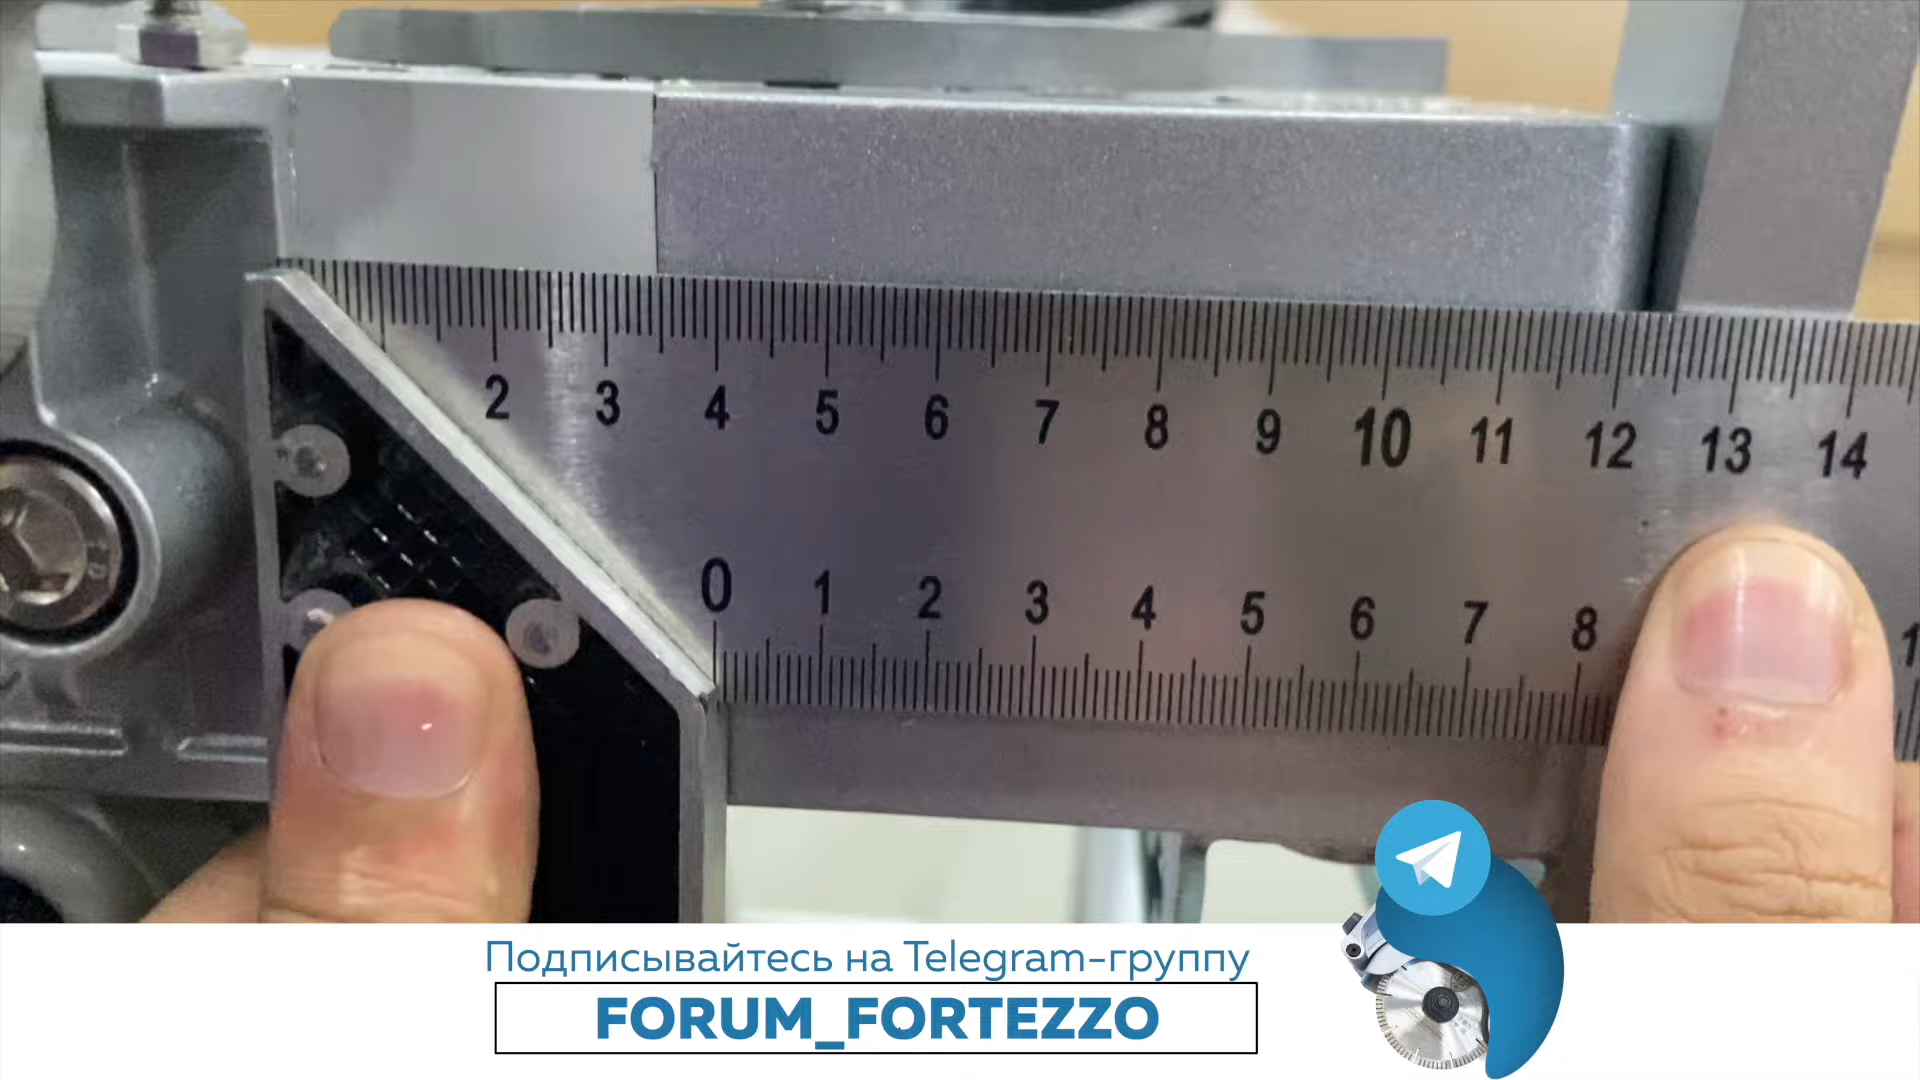 2 3 4 5 6 7 8 9 10 11 12 13 14
0 1 2 3 4 5 6 7 8
Подписывайтесь на Telegram-группу
FORUM_FORTEZZO